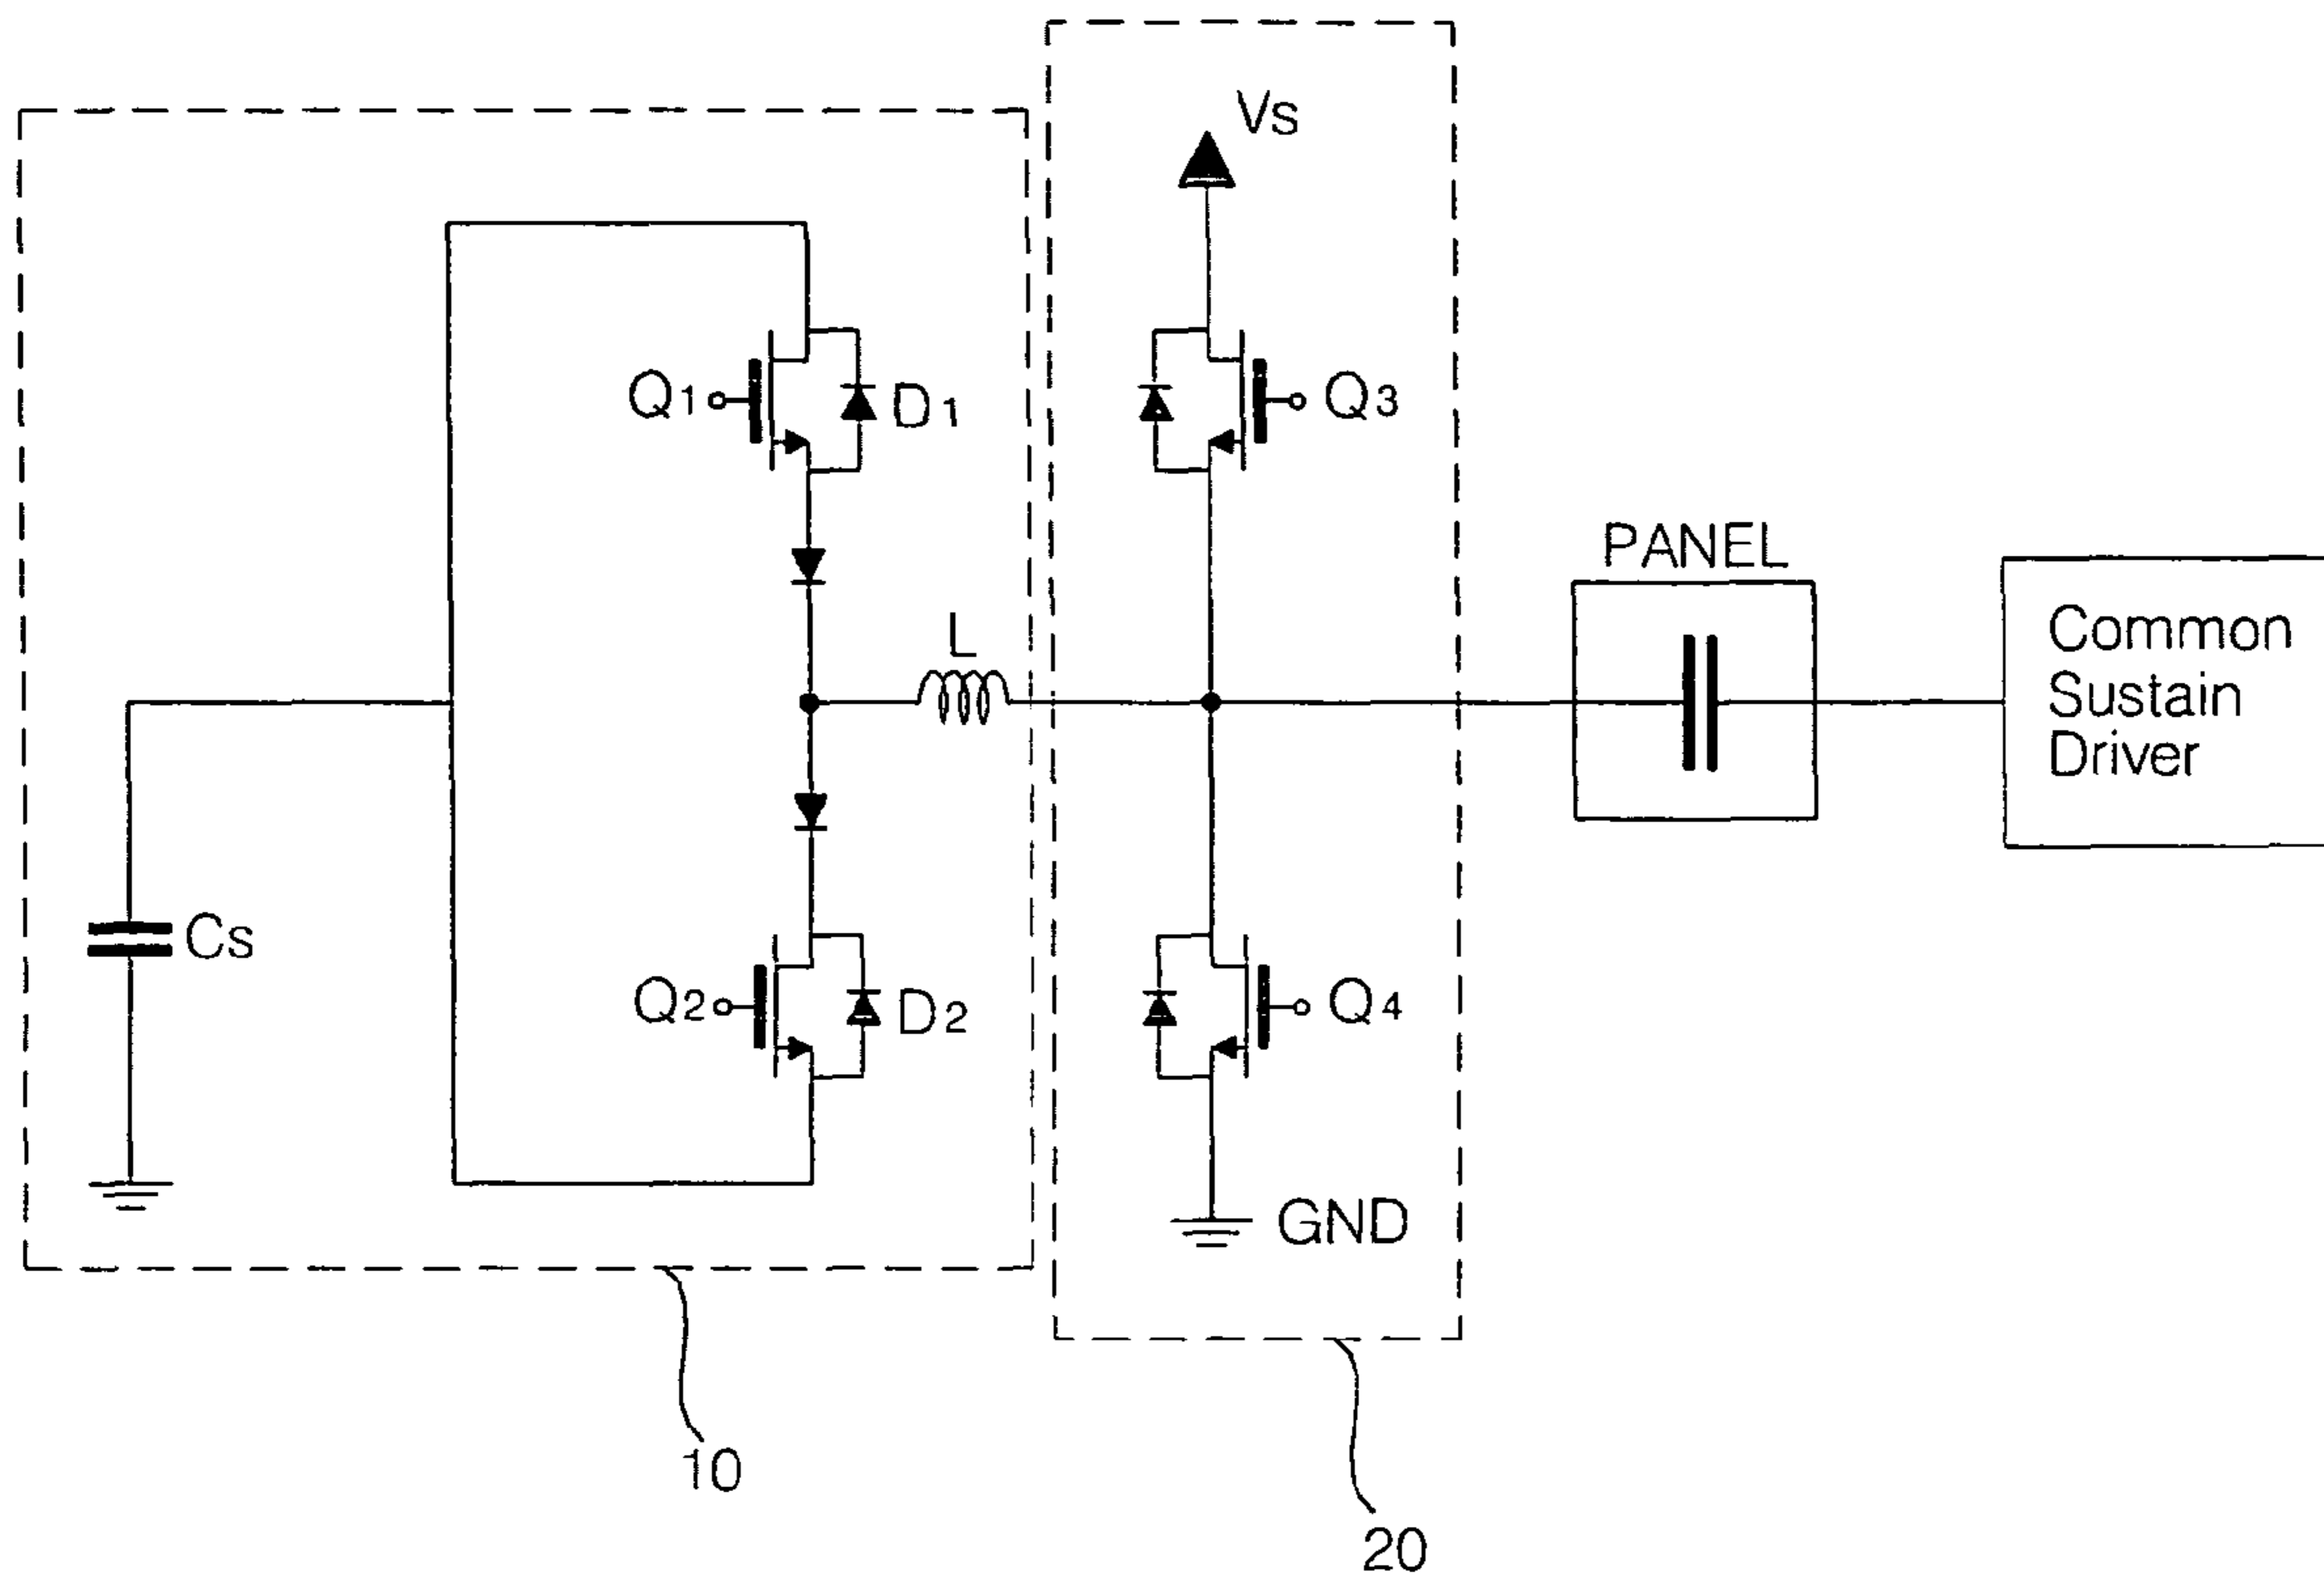 Vs
Q1
D1
Q3
PANEL
L
Common
Sustain
Driver
Cs
Q2
D2
Q4
GND
10
20